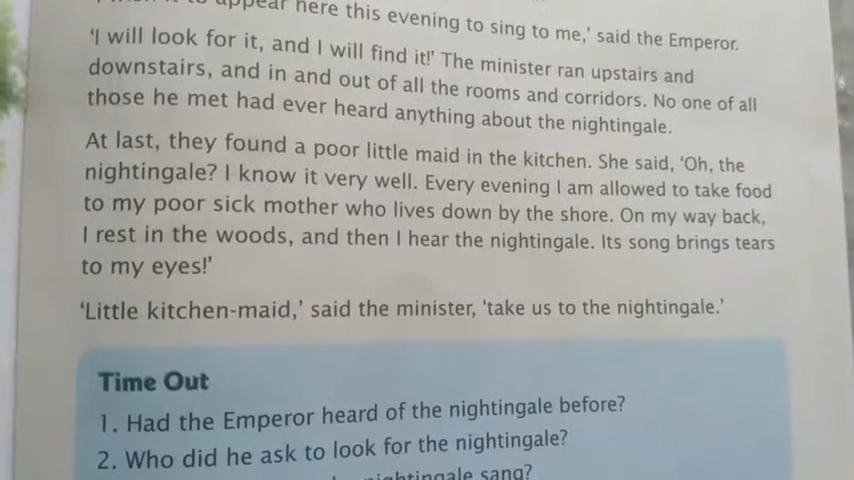 to appear here this evening to sing to me,’ said the Emperor.
‘I will look for it, and I will find it!’ The minister ran upstairs and
downstairs, and in and out of all the rooms and corridors. No one of all
those he met had ever heard anything about the nightingale.
At last, they found a poor little maid in the kitchen. She said, ‘Oh, the
nightingale? I know it very well. Every evening I am allowed to take food
to my poor sick mother who lives down by the shore. On my way back,
I rest in the woods, and then I hear the nightingale. Its song brings tears
to my eyes!’
‘Little kitchen-maid,’ said the minister, ‘take us to the nightingale.’
Time Out
1. Had the Emperor heard of the nightingale before?
2. Who did he ask to look for the nightingale?
nightingale sang?